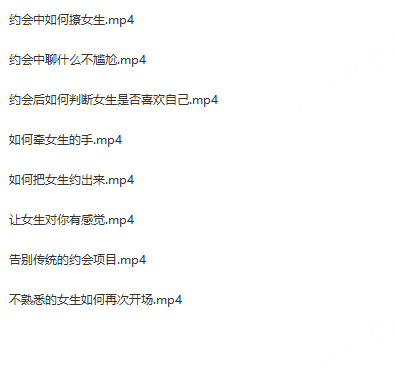 约会中如何撩女生.mp4
约会中聊什么不尴尬.mp4
约会后如何判断女生是否喜欢自己.mp4
如何牵女生的手.mp4
如何把女生约出来.mp4
让女生对你有感觉.mp4
告别传统的约会项目.mp4
不熟悉的女生如何再次开场.mp4